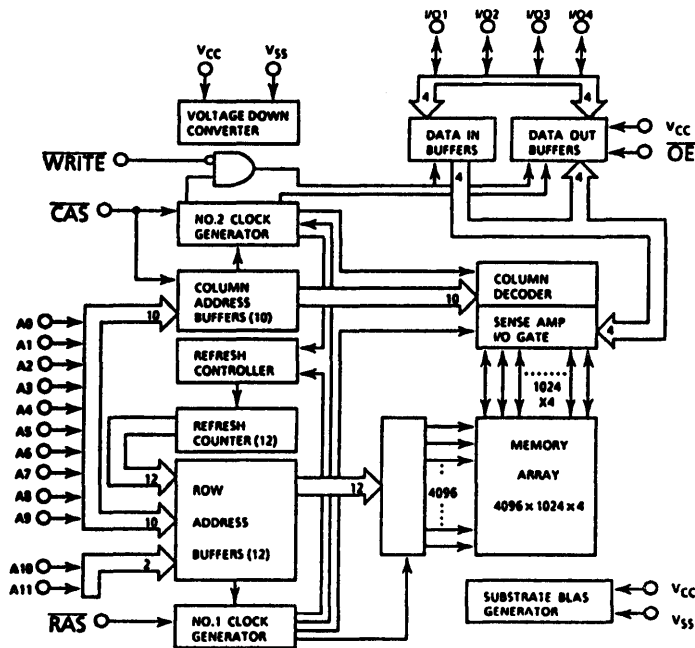 I/O1 I/O2 I/O3 I/O4
VCC VSS
VOLTAGE DOWN
CONVERTER
4 4
DATA IN
BUFFERS
DATA OUT
BUFFERS
VCC
OE
WRITE
4 4
CAS
NO.2 CLOCK
GENERATOR
COLUMN
ADDRESS
BUFFERS (10)
10
10
COLUMN
DECODER
SENSE AMP
I/O GATE
4
A0
A1
A2
A3
A4
A5
A6
A7
A8
A9
A10
A11
REFRESH
CONTROLLER
REFRESH
COUNTER (12)
........
1024
X4
12
10
2
ROW
ADDRESS
BUFFERS (12)
12
4096
MEMORY
ARRAY
4096 x 1024 x 4
RAS
NO.1 CLOCK
GENERATOR
SUBSTRATE BLAS
GENERATOR
VCC
VSS